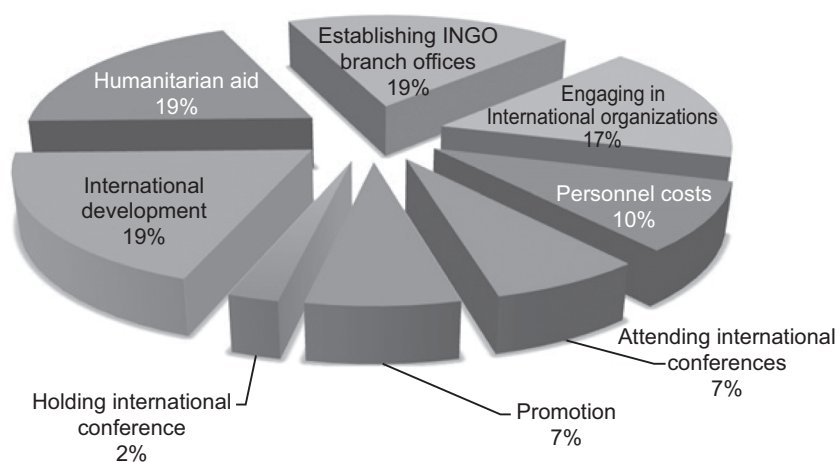 Establishing INGO
branch offices
19%
Engaging in
International organizations
17%
Personnel costs
10%
Attending international
conferences
7%
Promotion
7%
Holding international
conference
2%
International
development
19%
Humanitarian aid
19%